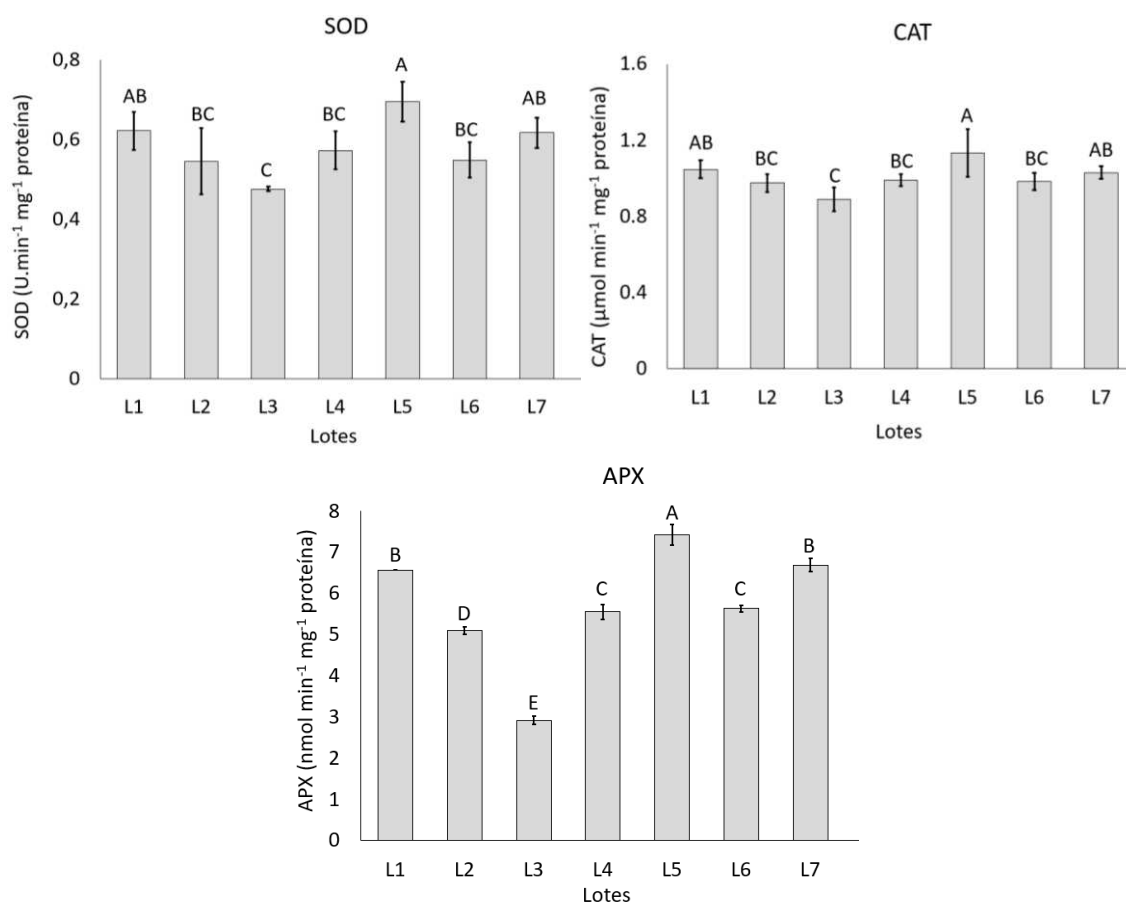 SOD
SOD (U.min⁻¹ mg⁻¹ proteína)
0,8
0,6
0,4
0,2
0
AB
BC
C
BC
A
BC
AB
L1 L2 L3 L4 L5 L6 L7
Lotes
CAT
CAT (µmol min⁻¹ mg⁻¹ proteína)
1.6
1.2
0.8
0.4
0
AB
BC
C
BC
A
BC
AB
L1 L2 L3 L4 L5 L6 L7
Lotes
APX
APX (nmol min⁻¹ mg⁻¹ proteína)
8
7
6
5
4
3
2
1
0
B
D
E
C
A
C
B
L1 L2 L3 L4 L5 L6 L7
Lotes